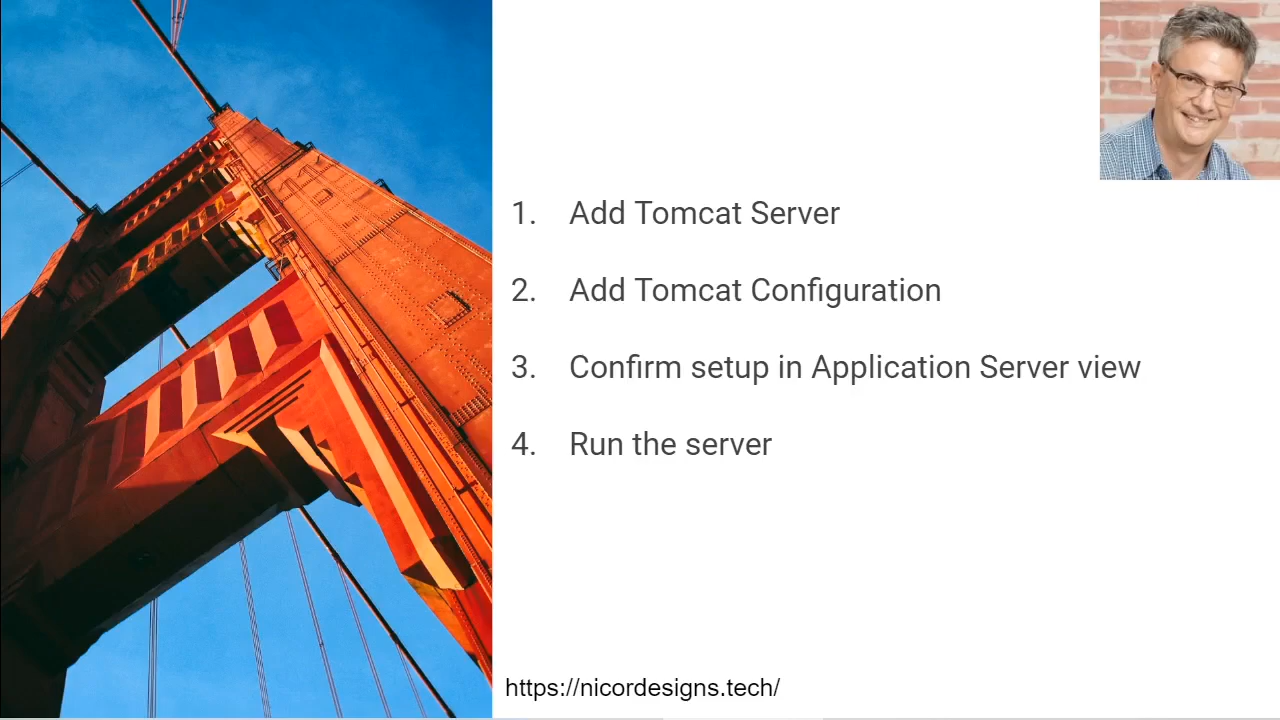 1. Add Tomcat Server
2. Add Tomcat Configuration
3. Confirm setup in Application Server view
4. Run the server
https://nicordesigns.tech/